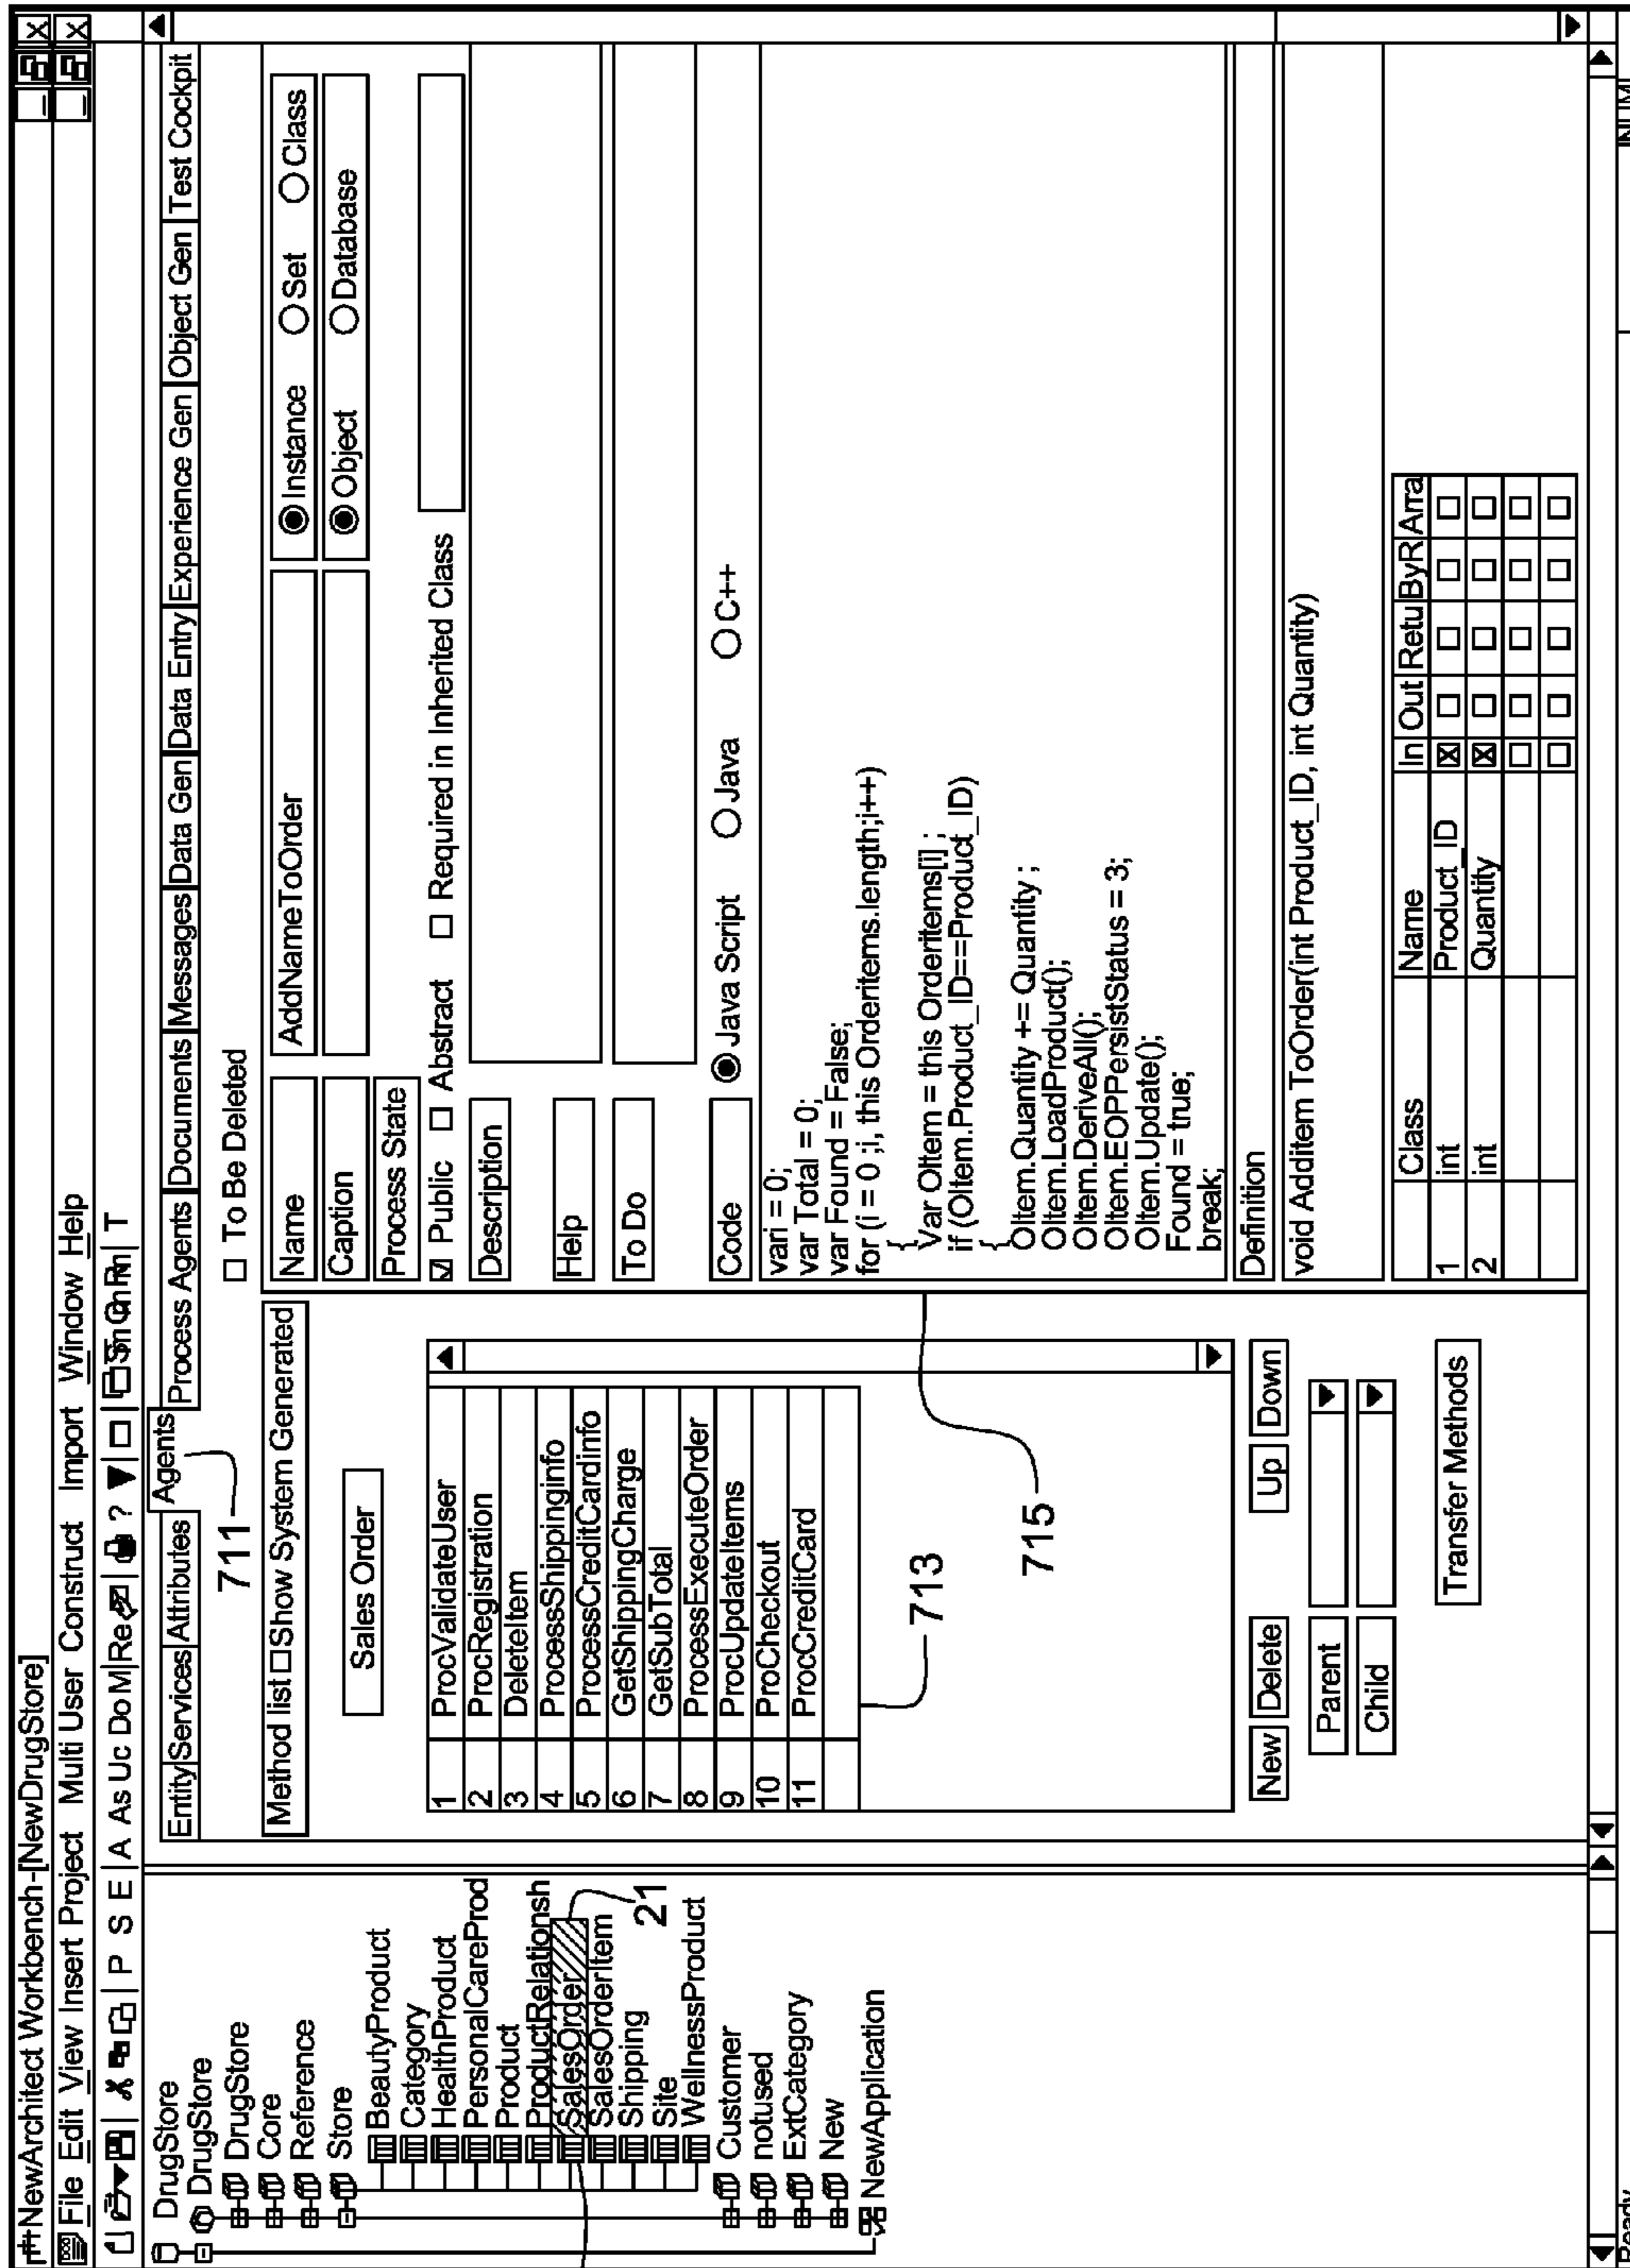 NewArchitect Workbench-[NewDrugStore]
File Edit View Insert Project Multi User Construct Import Window Help
P S E A As Uc Do M Re ? T
DrugStore
DrugStore
DrugStore
Core
Reference
Store
BeautyProduct
Category
HealthProduct
PersonalCareProd
Product
ProductRelationsh
SalesOrder
SalesOrderItem
Shipping
Site
WellnessProduct
Customer
notused
ExtCategory
New
NewApplication
21
Entity Services Attributes Agents Process Agents Documents Messages Data Gen Data Entry Experience Gen Object Gen Test Cockpit
711
Method list Show System Generated
Sales Order
1 ProcValidateUser
2 ProcRegistration
3 DeleteItem
4 ProcessShippinginfo
5 ProcessCreditCardinfo
6 GetShippingCharge
7 GetSubTotal
8 ProcessExecuteOrder
9 ProcUpdateItems
10 ProCheckout
11 ProcCreditCard
713
715
New Delete Up Down
Parent
Child
Transfer Methods
To Be Deleted
Name AddNameToOrder Instance Set Class
Caption Object Database
Process State
Public Abstract Required in Inherited Class
Description
Help
To Do
Code Java Script Java C++
vari = 0;
var Total = 0;
var Found = False;
for (i = 0 ;i, this Orderitems.length;i++)
{
Var OItem = this Orderitems[i] ;
if (OItem.Product_ID==Product_ID)
{
OItem.Quantity += Quantity ;
OItem.LoadProduct();
OItem.DeriveAll();
OItem.EOPPersistStatus = 3;
OItem.Update();
Found = true;
break;
Definition
void Additem ToOrder(int Product_ID, int Quantity)
Class Name In Out Retu ByR Arra
1 int Product_ID
2 int Quantity
Ready
NUM